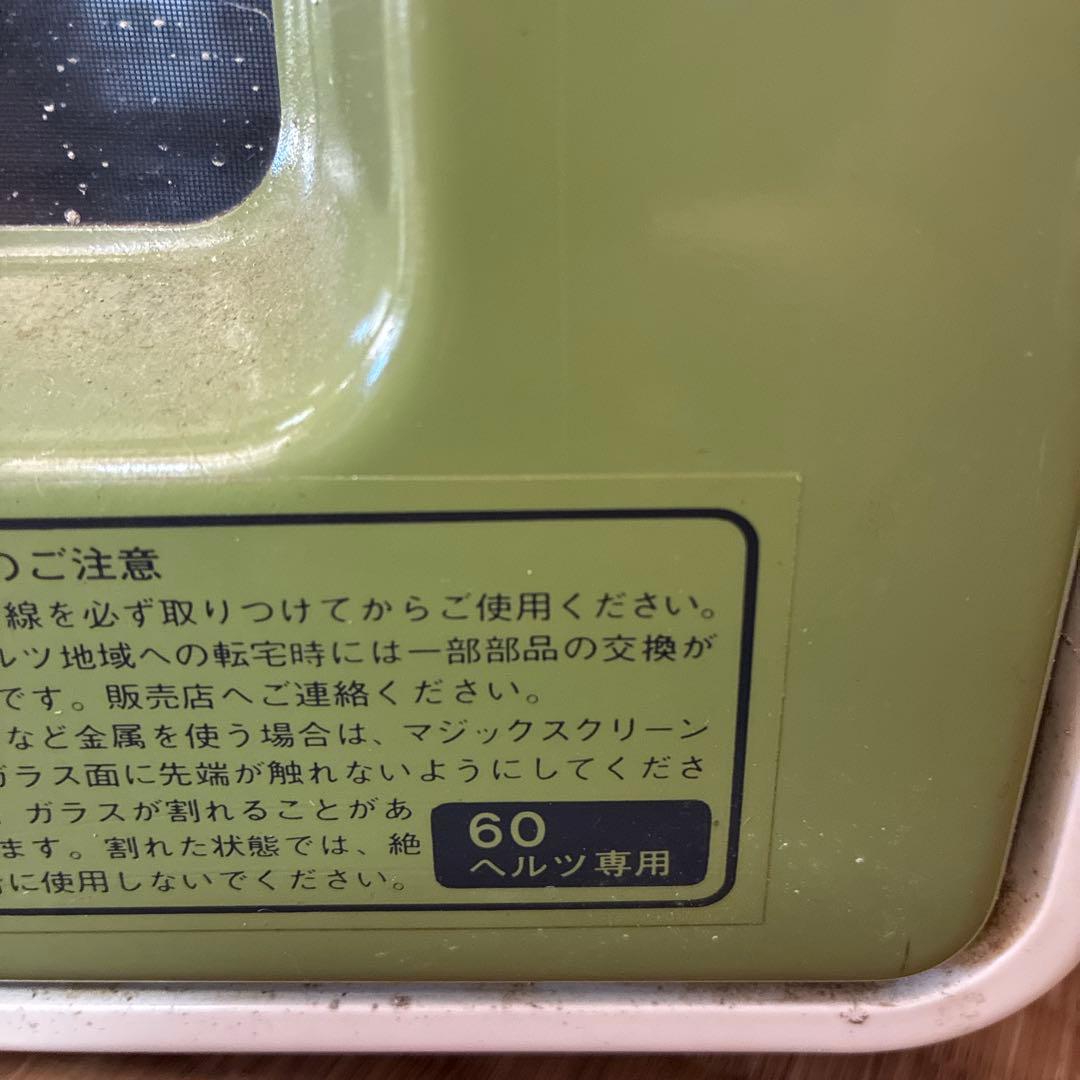 のご注意
線を必ず取りつけてからご使用ください。
ルツ地域への転宅時には一部部品の交換が
です。販売店へご連絡ください。
など金属を使う場合は、マジックスクリーン
ガラス面に先端が触れないようにしてくださ
。ガラスが割れることがあ
ます。割れた状態では、絶
に使用しないでください。
60
ヘルツ専用